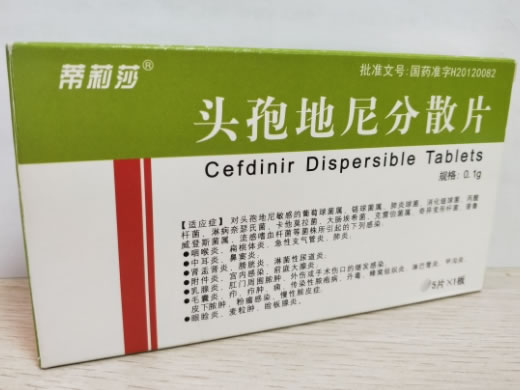 蒂莉莎®
批准文号:国药准字H20120082
头孢地尼分散片
Cefdinir Dispersible Tablets
规格:0.1g
【适应症】对头孢地尼敏感的葡萄球菌属、链球菌属、肺炎球菌、消化链球菌、丙酸
杆菌、淋病奈瑟氏菌、卡他莫拉菌、大肠埃希菌、克雷伯菌属、奇异变形杆菌、普鲁
威登斯菌属、流感嗜血杆菌等菌株所引起的下列感染:
●咽喉炎、扁桃体炎、急性支气管炎、肺炎;
●中耳炎、鼻窦炎;
●肾盂肾炎、膀胱炎、淋菌性尿道炎;
●附件炎、宫内感染、前庭大腺炎;
●乳腺炎、肛门周围脓肿、外伤或手术伤口的继发感染;
●毛囊炎、疖、疖肿、痈、传染性脓疱病、丹毒、蜂窝组织炎、淋巴管炎、甲沟炎、
皮下脓肿、粉瘤感染、慢性脓皮症;
●眼睑炎、麦粒肿、睑板腺炎。
5片×1板